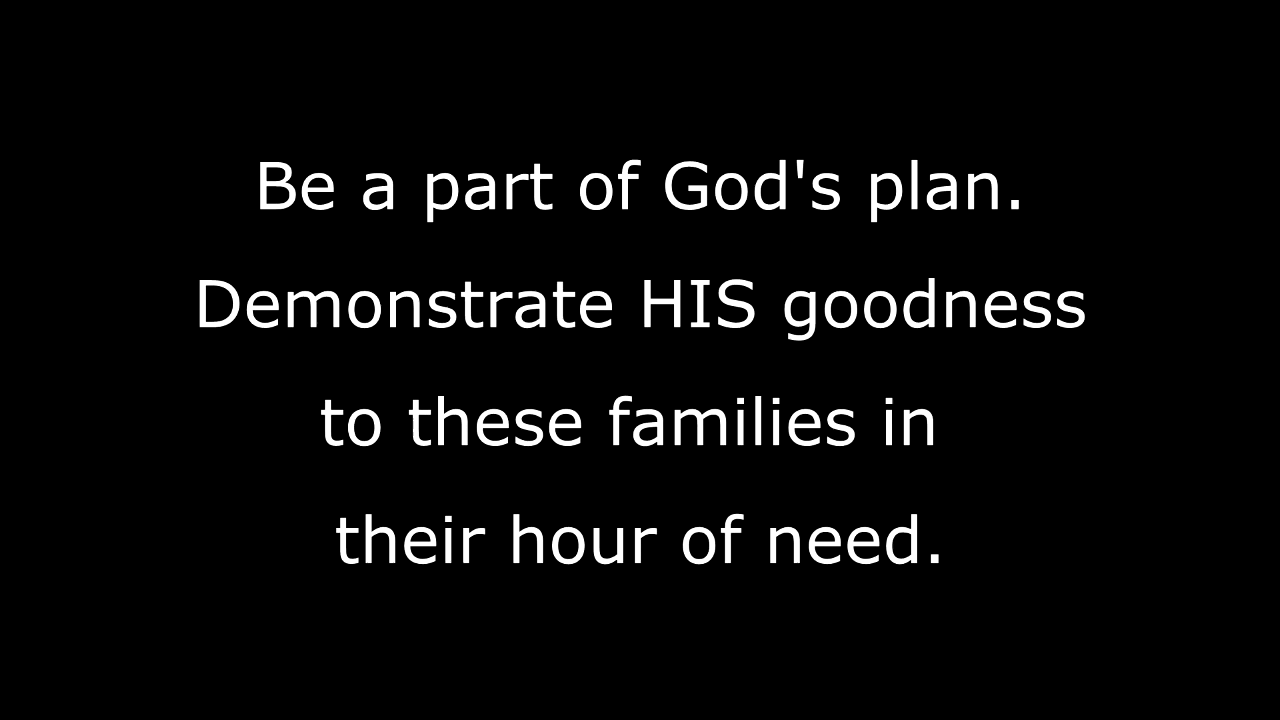 Be a part of God's plan.
Demonstrate HIS goodness
to these families in
their hour of need.